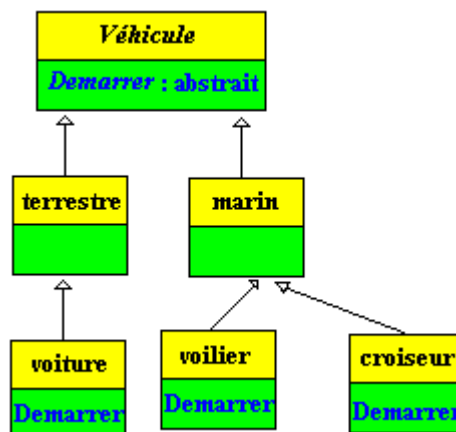 Véhicule
Demarrer : abstrait
terrestre
marin
voiture
Demarrer
voilier
Demarrer
croiseur
Demarrer